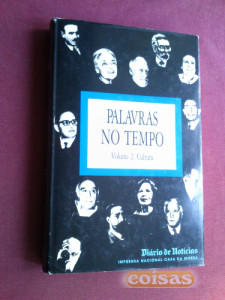 PALAVRAS
NO TEMPO
Volume 2. Cultura
Diário de Notícias
IMPRENSA NACIONAL-CASA DA MOEDA
coisas